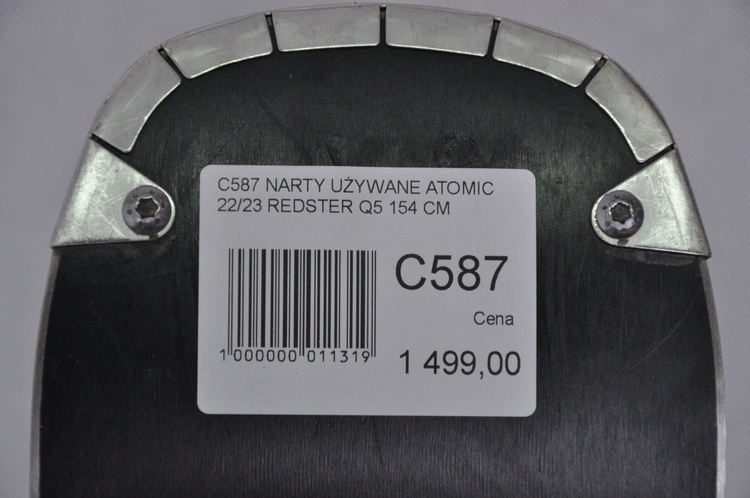 C587 NARTY UŻYWANE ATOMIC
22/23 REDSTER Q5 154 CM
C587
Cena
1 000000 011319
1 499,00